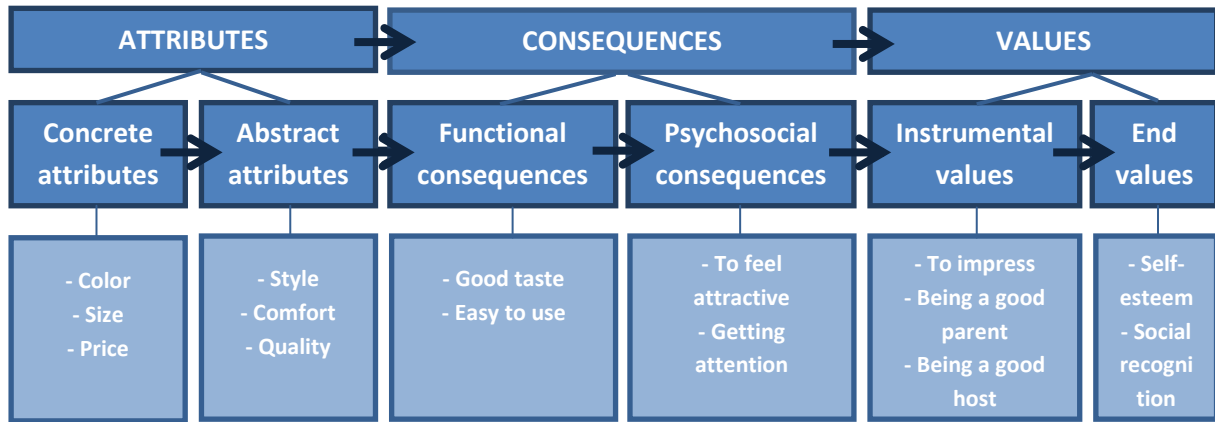 ATTRIBUTES
CONSEQUENCES
VALUES
Concrete
attributes
Abstract
attributes
Functional
consequences
Psychosocial
consequences
Instrumental
values
End
values
- Color
- Size
- Price
- Style
- Comfort
- Quality
- Good taste
- Easy to use
- To feel
attractive
- Getting
attention
- To impress
- Being a good
parent
- Being a good
host
- Self-
esteem
- Social
recogni
tion